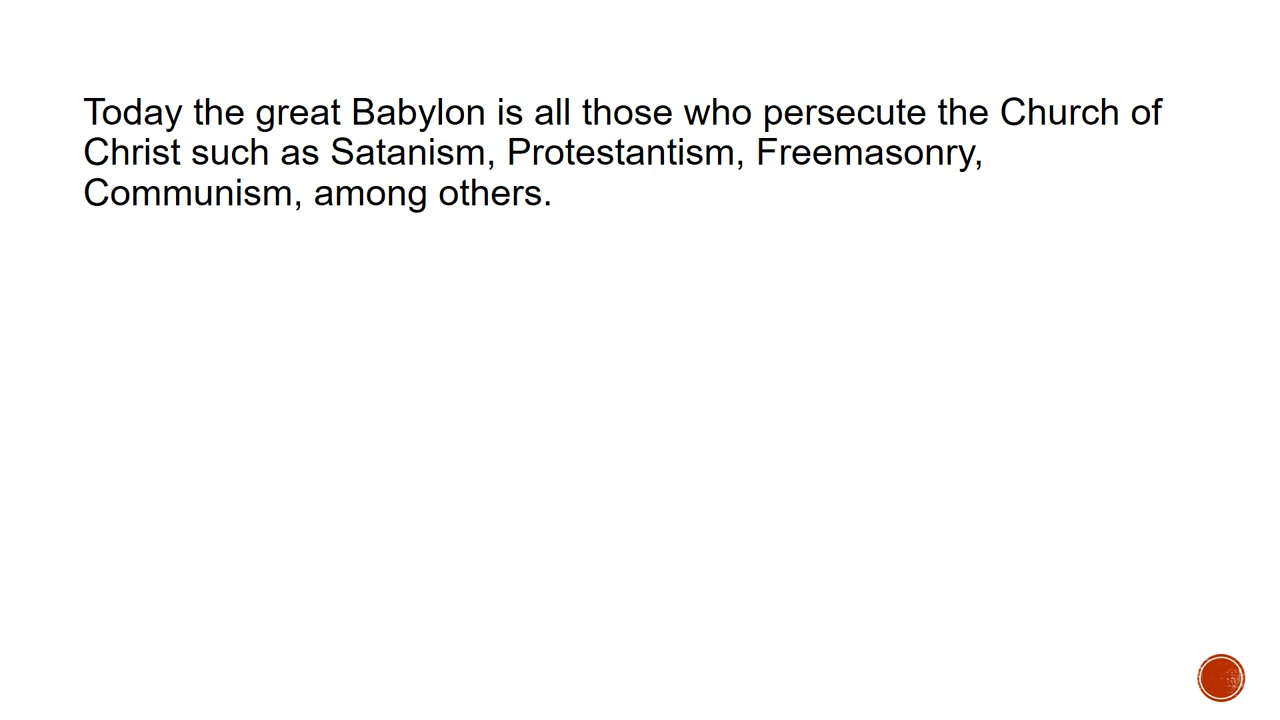 Today the great Babylon is all those who persecute the Church of
Christ such as Satanism, Protestantism, Freemasonry,
Communism, among others.